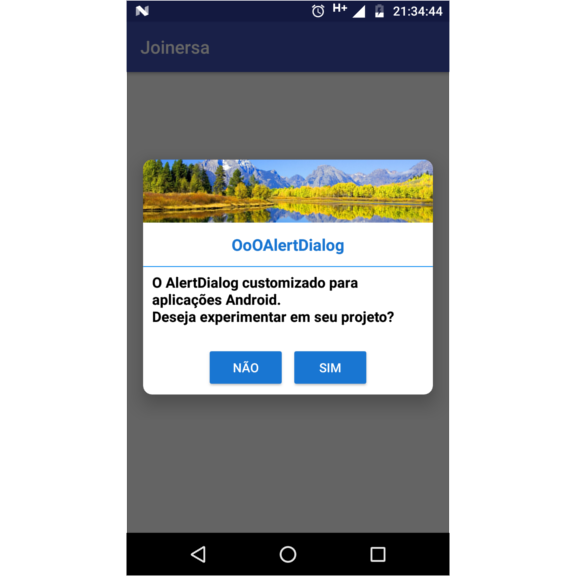 H+ 21:34:44
Joinersa
OoOAlertDialog
O AlertDialog customizado para
aplicações Android.
Deseja experimentar em seu projeto?
NÃO SIM